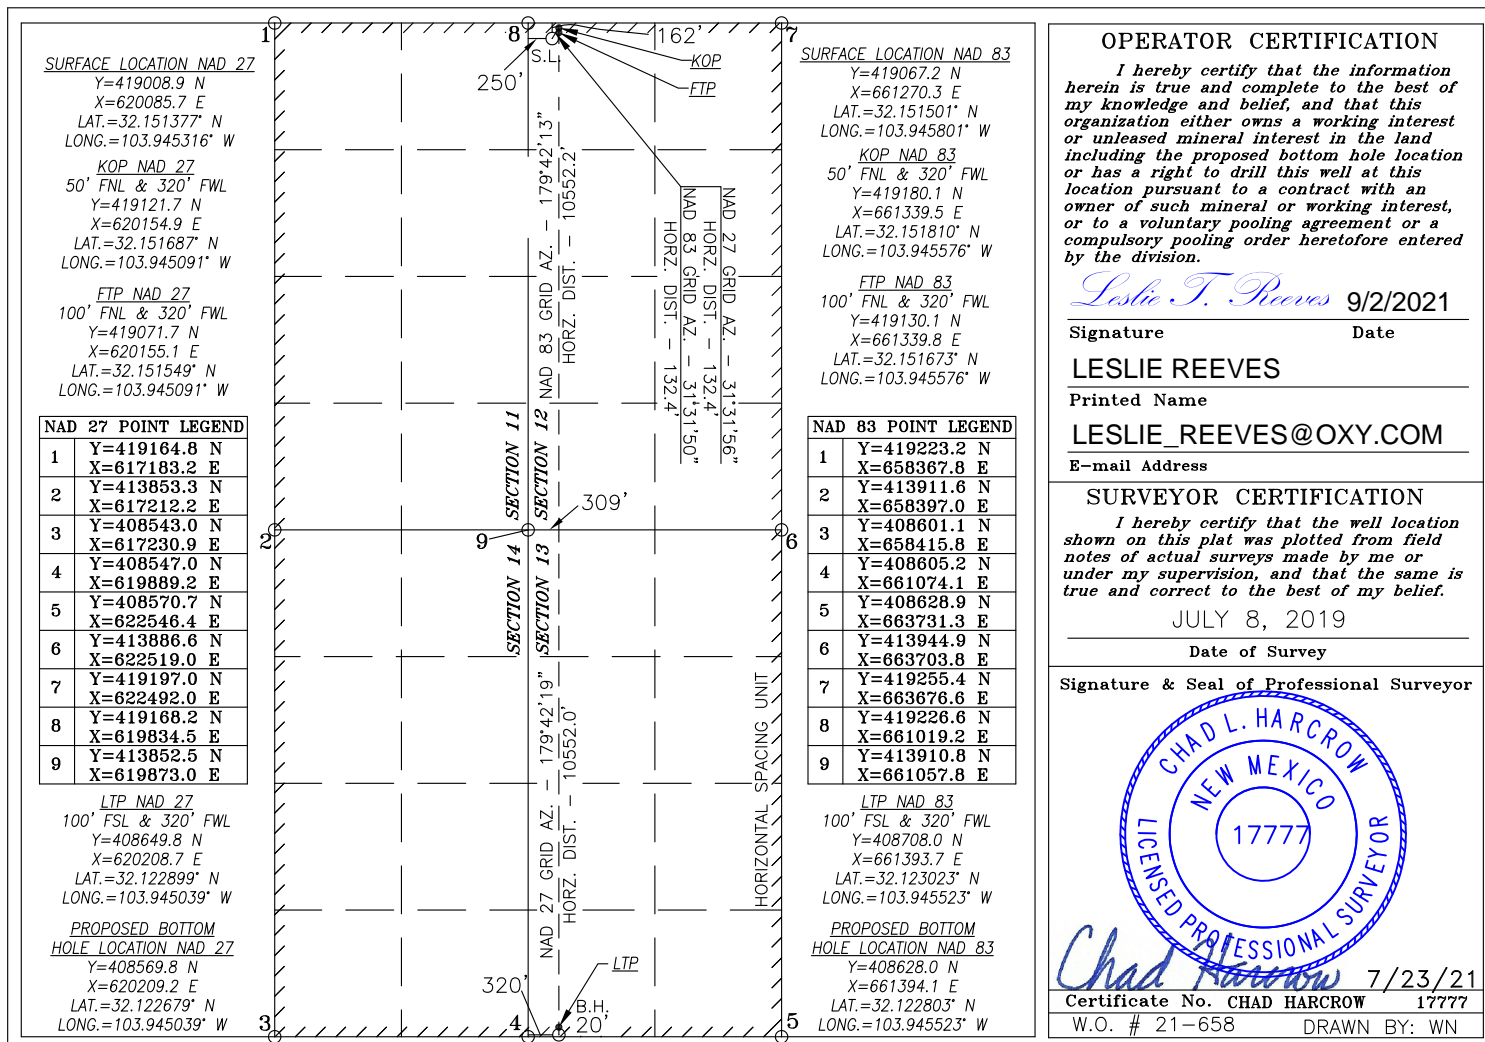 SURFACE LOCATION NAD 27
Y=419008.9 N
X=620085.7 E
LAT.=32.151377° N
LONG.=103.945316° W
KOP NAD 27
50' FNL & 320' FWL
Y=419121.7 N
X=620154.9 E
LAT.=32.151687° N
LONG.=103.945091° W
FTP NAD 27
100' FNL & 320' FWL
Y=419071.7 N
X=620155.1 E
LAT.=32.151549° N
LONG.=103.945091° W
NAD 27 POINT LEGEND
1 Y=419164.8 N
X=617183.2 E
2 Y=413853.3 N
X=617212.2 E
3 Y=408543.0 N
X=617230.9 E
4 Y=408547.0 N
X=619889.2 E
5 Y=408570.7 N
X=622546.4 E
6 Y=413886.6 N
X=622519.0 E
7 Y=419197.0 N
X=622492.0 E
8 Y=419168.2 N
X=619834.5 E
9 Y=413852.5 N
X=619873.0 E
LTP NAD 27
100' FSL & 320' FWL
Y=408649.8 N
X=620208.7 E
LAT.=32.122899° N
LONG.=103.945039° W
PROPOSED BOTTOM
HOLE LOCATION NAD 27
Y=408569.8 N
X=620209.2 E
LAT.=32.122679° N
LONG.=103.945039° W
1
8
7
162'
S.L.
KOP
250'
FTP
NAD 83 GRID AZ. – 179°42'13"
HORZ. DIST. – 10552.2'
NAD 27 GRID AZ. – 31°31'56"
HORZ. DIST. – 132.4'
NAD 83 GRID AZ. – 31°31'50"
HORZ. DIST. – 132.4'
SECTION 11
SECTION 12
309'
2
9
6
SECTION 14
SECTION 13
NAD 27 GRID AZ. – 179°42'19"
HORZ. DIST. – 10552.0'
HORIZONTAL SPACING UNIT
LTP
320'
B.H.
20'
3
4
5
SURFACE LOCATION NAD 83
Y=419067.2 N
X=661270.3 E
LAT.=32.151501° N
LONG.=103.945801° W
KOP NAD 83
50' FNL & 320' FWL
Y=419180.1 N
X=661339.5 E
LAT.=32.151810° N
LONG.=103.945576° W
FTP NAD 83
100' FNL & 320' FWL
Y=419130.1 N
X=661339.8 E
LAT.=32.151673° N
LONG.=103.945576° W
NAD 83 POINT LEGEND
1 Y=419223.2 N
X=658367.8 E
2 Y=413911.6 N
X=658397.0 E
3 Y=408601.1 N
X=658415.8 E
4 Y=408605.2 N
X=661074.1 E
5 Y=408628.9 N
X=663731.3 E
6 Y=413944.9 N
X=663703.8 E
7 Y=419255.4 N
X=663676.6 E
8 Y=419226.6 N
X=661019.2 E
9 Y=413910.8 N
X=661057.8 E
LTP NAD 83
100' FSL & 320' FWL
Y=408708.0 N
X=661393.7 E
LAT.=32.123023° N
LONG.=103.945523° W
PROPOSED BOTTOM
HOLE LOCATION NAD 83
Y=408628.0 N
X=661394.1 E
LAT.=32.122803° N
LONG.=103.945523° W
OPERATOR CERTIFICATION
I hereby certify that the information
herein is true and complete to the best of
my knowledge and belief, and that this
organization either owns a working interest
or unleased mineral interest in the land
including the proposed bottom hole location
or has a right to drill this well at this
location pursuant to a contract with an
owner of such mineral or working interest,
or to a voluntary pooling agreement or a
compulsory pooling order heretofore entered
by the division.
Leslie T. Reeves 9/2/2021
Signature Date
LESLIE REEVES
Printed Name
LESLIE_REEVES@OXY.COM
E-mail Address
SURVEYOR CERTIFICATION
I hereby certify that the well location
shown on this plat was plotted from field
notes of actual surveys made by me or
under my supervision, and that the same is
true and correct to the best of my belief.
JULY 8, 2019
Date of Survey
Signature & Seal of Professional Surveyor
CHAD L. HARCROW
NEW MEXICO
17777
LICENSED PROFESSIONAL SURVEYOR
Chad Harcrow 7/23/21
Certificate No. CHAD HARCROW 17777
W.O. # 21-658 DRAWN BY: WN